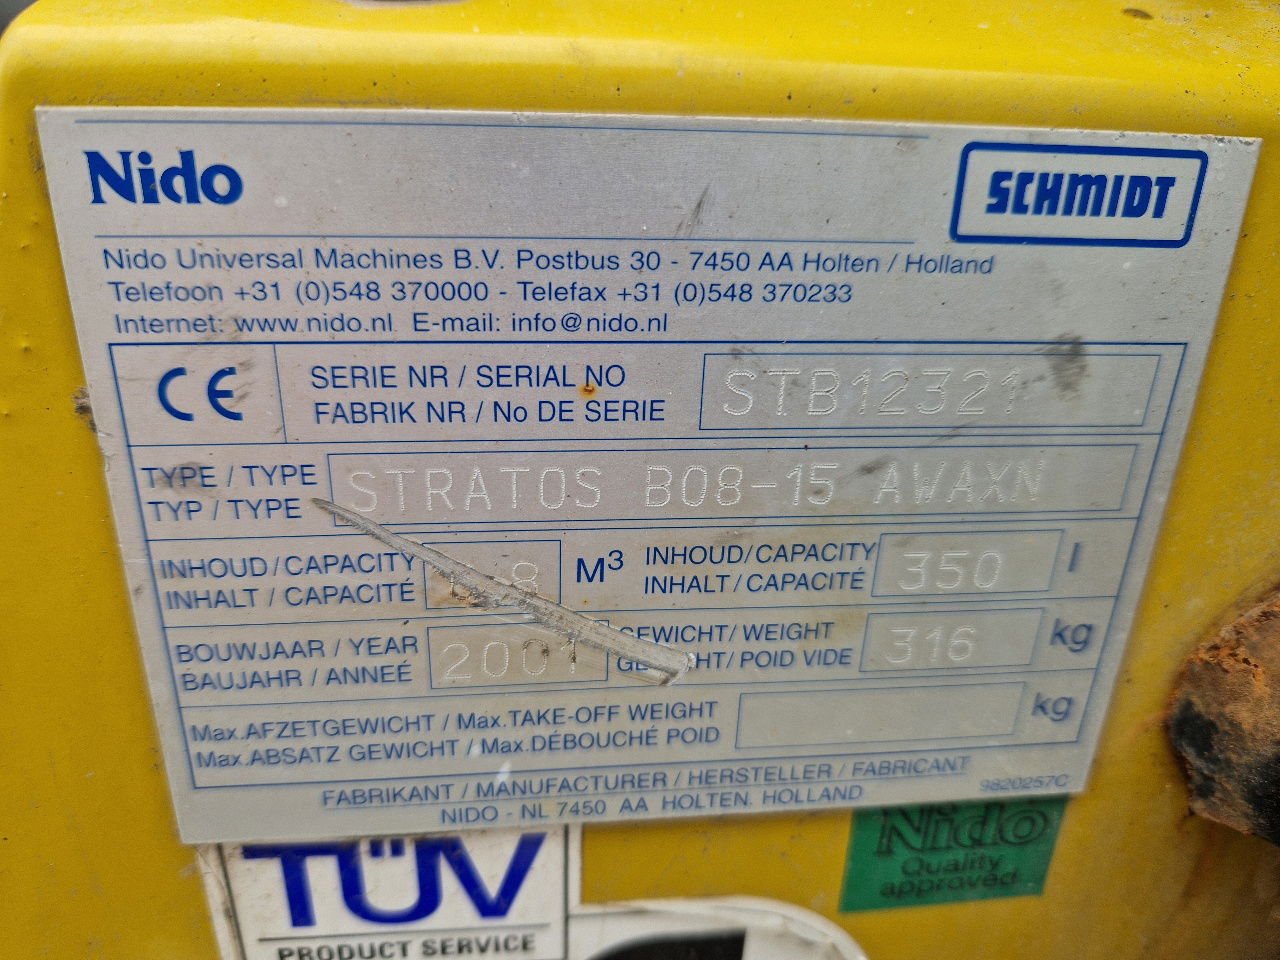 Nido
SCHMIDT
Nido Universal Machines B.V. Postbus 30 - 7450 AA Holten / Holland
Telefoon +31 (0)548 370000 - Telefax +31 (0)548 370233
Internet: www.nido.nl E-mail: info@nido.nl
CE
SERIE NR / SERIAL NO
FABRIK NR / No DE SERIE
STB12321
TYPE / TYPE
TYP / TYPE
STRATOS B08-15 AWAXN
INHOUD/CAPACITY
INHALT / CAPACITÉ
8
M³
INHOUD/CAPACITY
INHALT / CAPACITÉ
350
l
BOUWJAAR / YEAR
BAUJAHR / ANNEÉ
2001
GEWICHT/ WEIGHT
/POID VIDE
316
kg
Max.AFZETGEWICHT / Max.TAKE-OFF WEIGHT
Max.ABSATZ GEWICHT / Max.DÉBOUCHÉ POID
kg
FABRIKANT / MANUFACTURER / HERSTELLER / FABRICANT
NIDO - NL 7450 AA HOLTEN. HOLLAND
9820257C
TÜV
PRODUCT SERVICE
Nido
Quality
approved